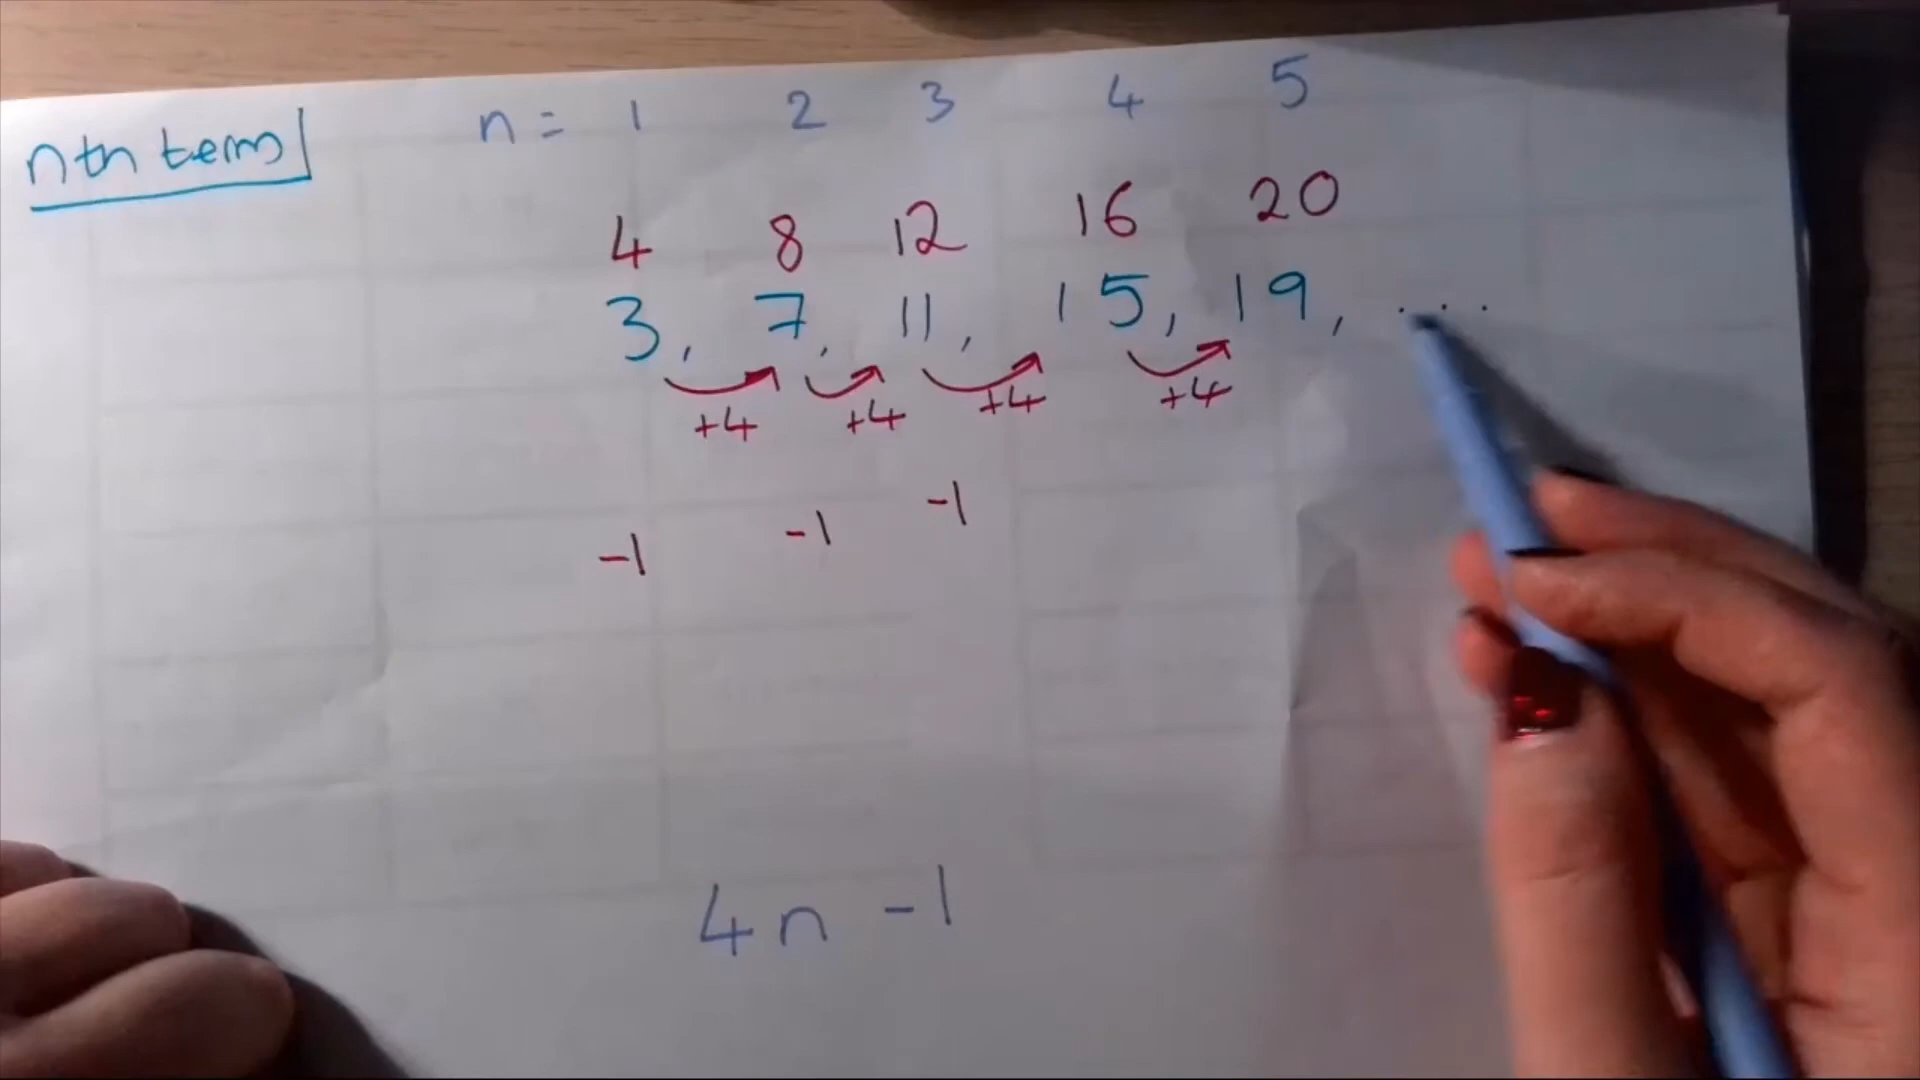 nth term
n = 1 2 3 4 5
4 8 12 16 20
3, 7, 11, 15, 19, ...
+4 +4 +4 +4
-1 -1 -1
4n -1